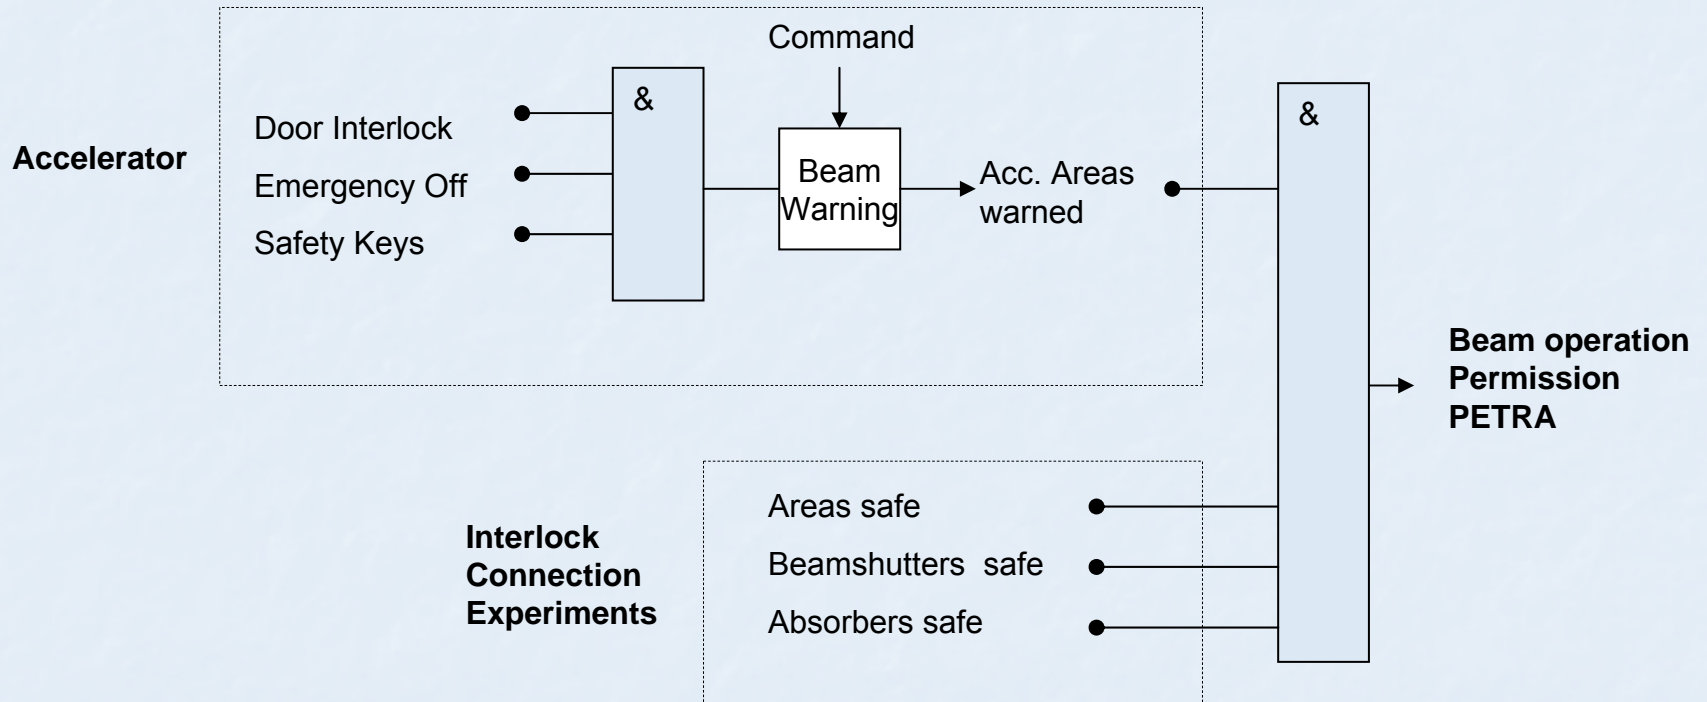 Command
&
&
Door Interlock
Accelerator
Emergency Off
Safety Keys
Beam
Warning
Acc. Areas
warned
Beam operation
Permission
PETRA
Interlock
Connection
Experiments
Areas safe
Beamshutters  safe
Absorbers safe